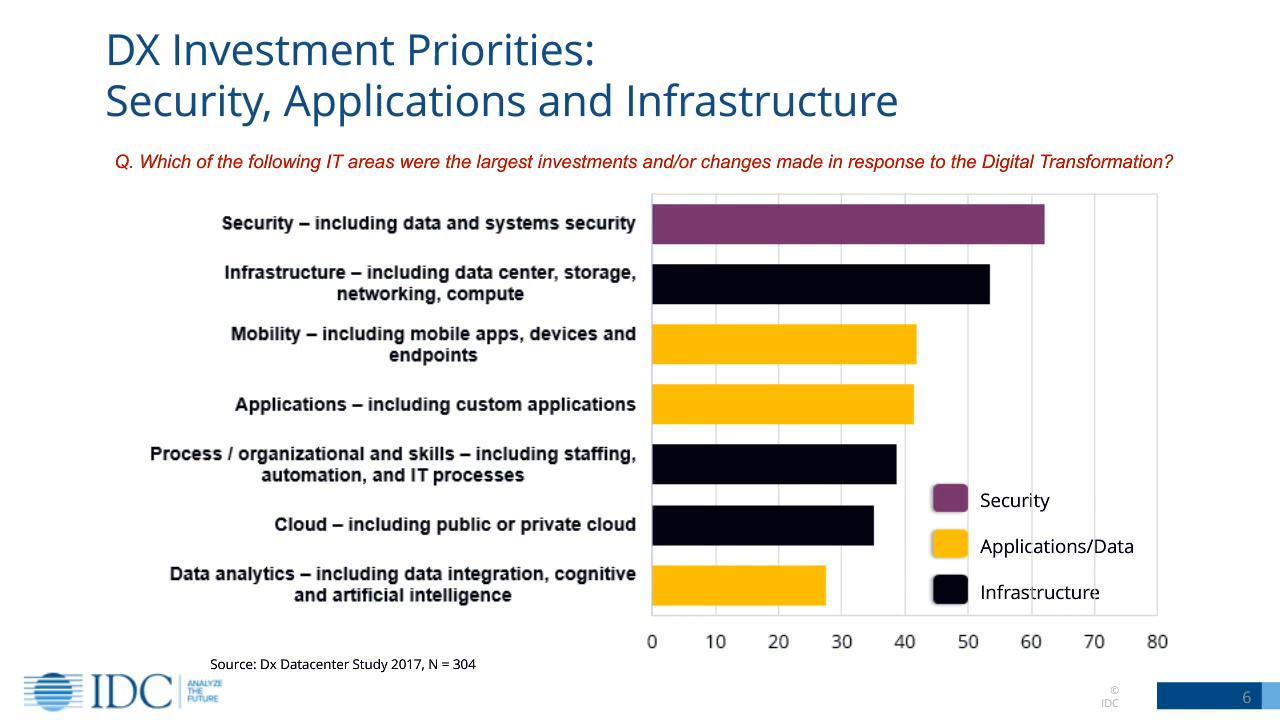 DX Investment Priorities:
Security, Applications and Infrastructure
Q. Which of the following IT areas were the largest investments and/or changes made in response to the Digital Transformation?
Security – including data and systems security
Infrastructure – including data center, storage,
networking, compute
Mobility – including mobile apps, devices and
endpoints
Applications – including custom applications
Process / organizational and skills – including staffing,
automation, and IT processes
Cloud – including public or private cloud
Data analytics – including data integration, cognitive
and artificial intelligence
Security
Applications/Data
Infrastructure
0 10 20 30 40 50 60 70 80
Source: Dx Datacenter Study 2017, N = 304
IDC
ANALYZE
THE
FUTURE
©
IDC
6